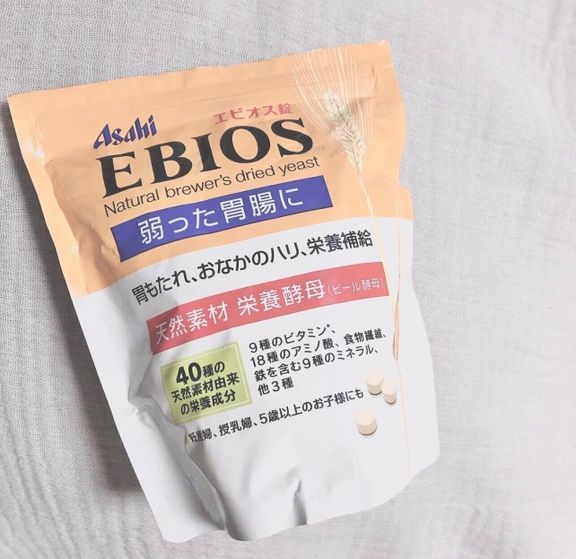 Asahi
エビオス錠
EBIOS
Natural brewer's dried yeast
弱った胃腸に
胃もたれ、おなかのハリ、栄養補給
天然素材 栄養酵母(ビール酵母)
40種の
天然素材由来
の栄養成分
9種のビタミン*、
18種のアミノ酸、食物繊維、
鉄を含む9種のミネラル、
他3種
妊産婦、授乳婦、5歳以上のお子様にも